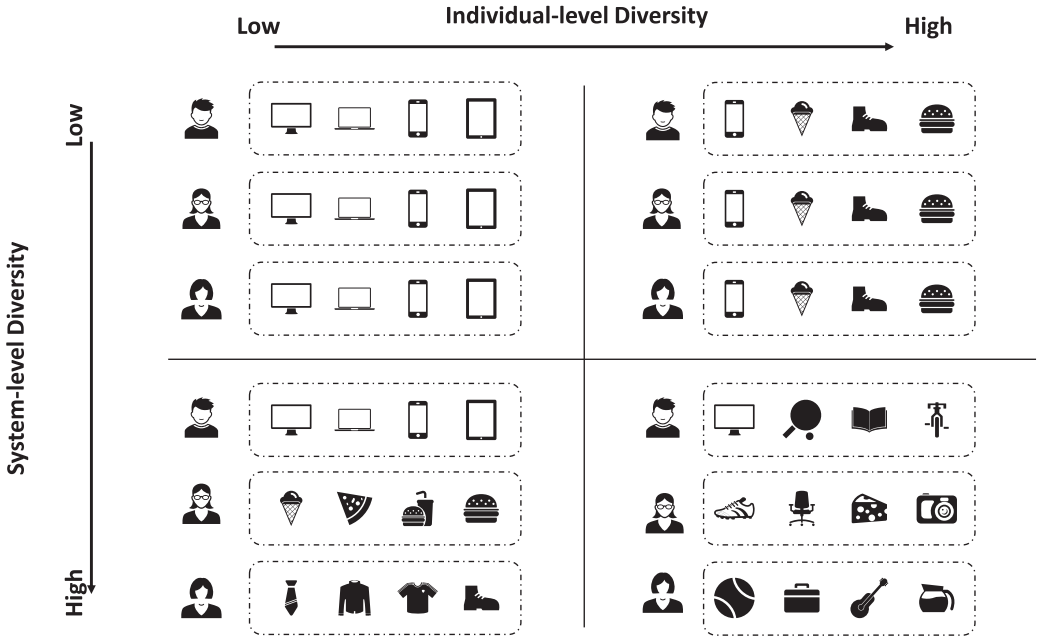 Individual-level Diversity
Low
High
Low
System-level Diversity
High